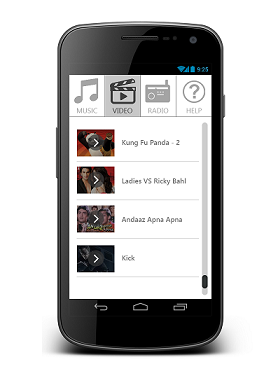 9:25
MUSIC VIDEO RADIO HELP
Kung Fu Panda - 2
Ladies VS Ricky Bahl
Andaaz Apna Apna
Kick